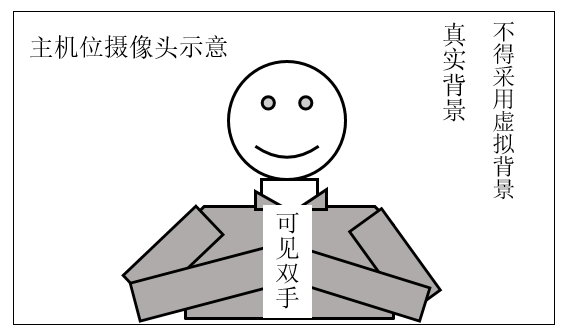 主机位摄像头示意
不得采用虚拟背景
真实背景
可见双手